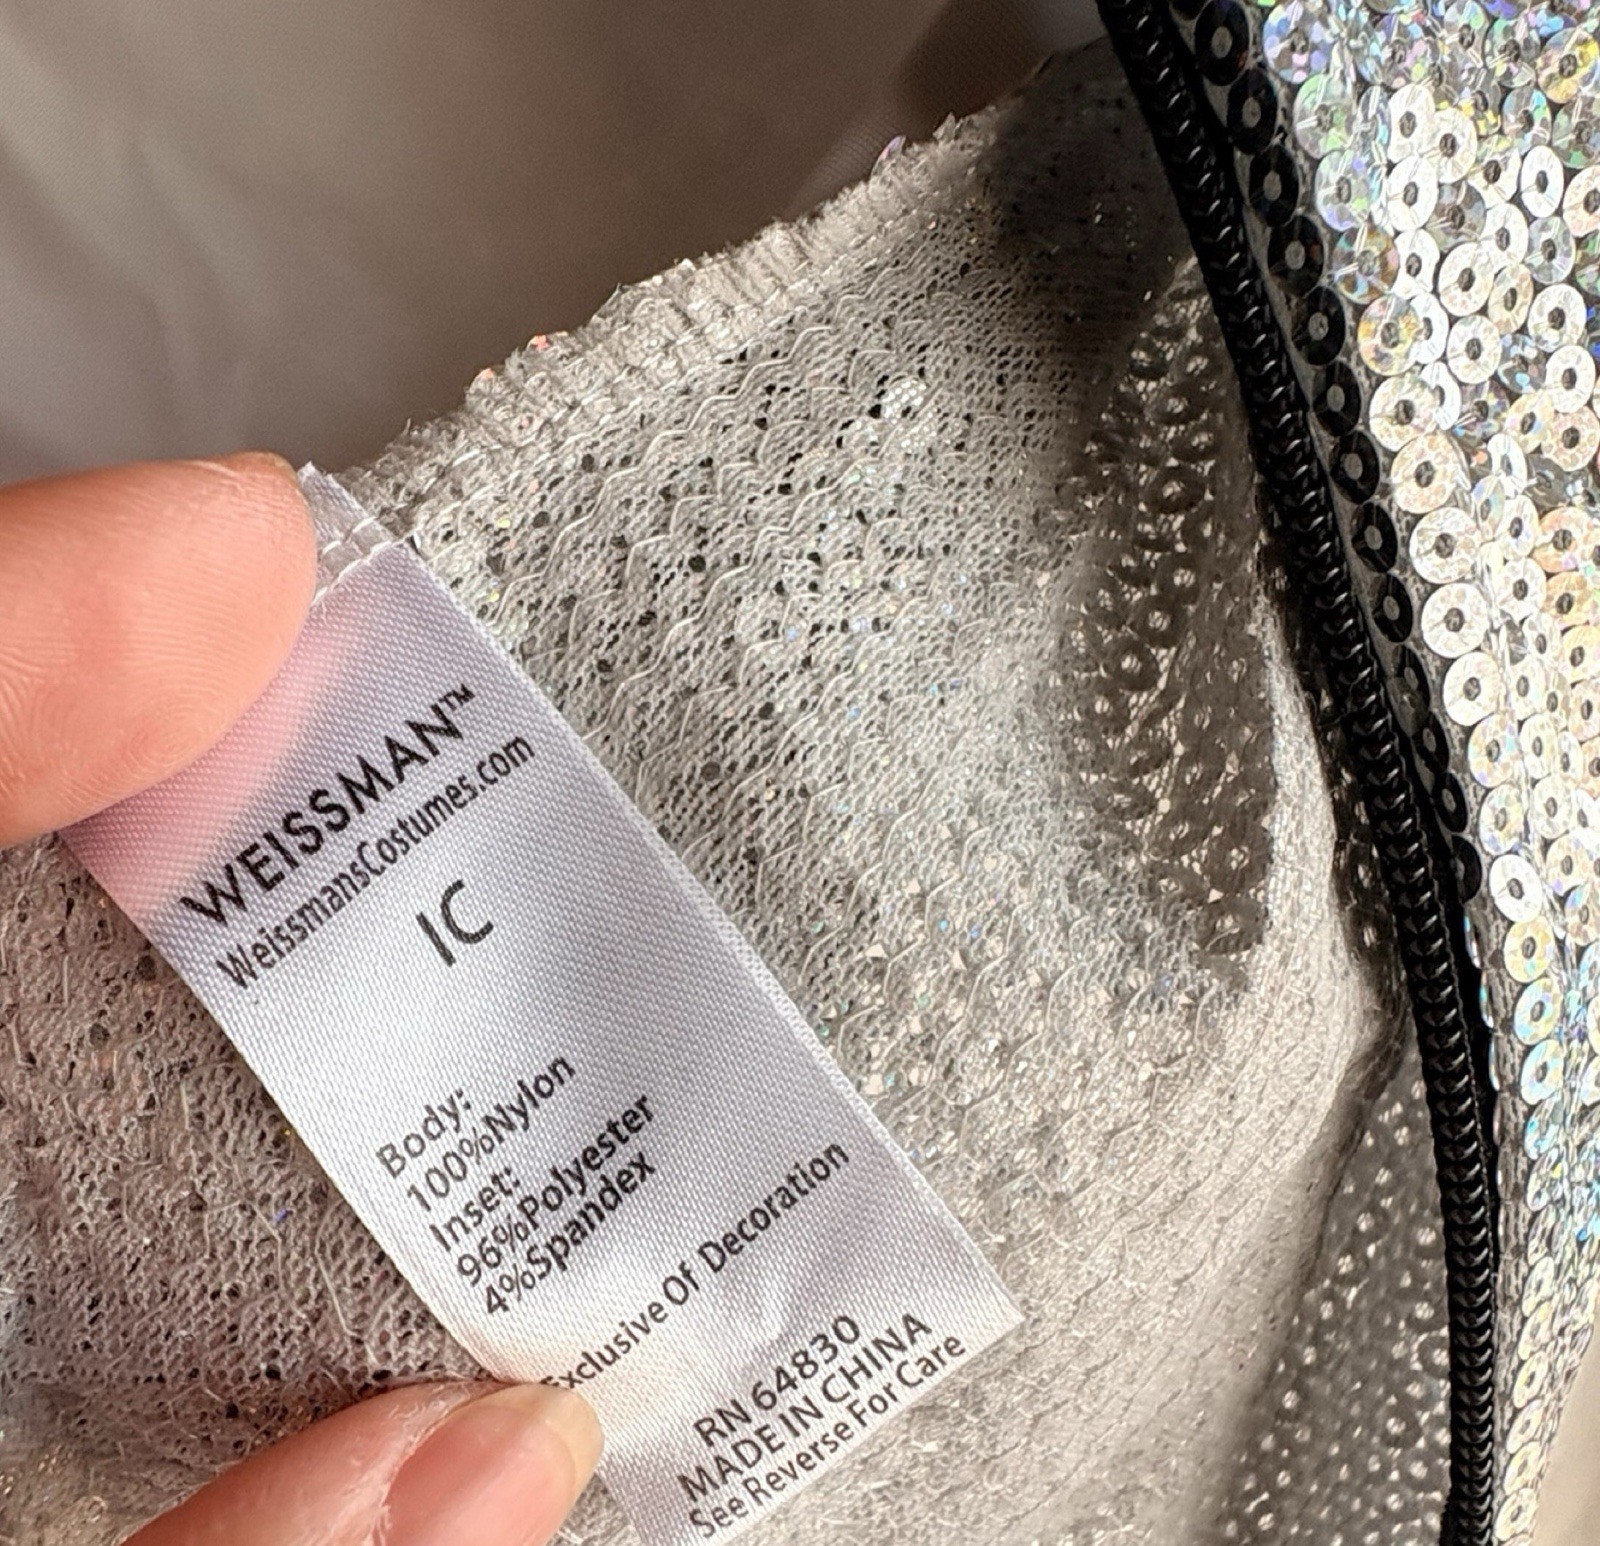 WEISSMAN™
WeissmansCostumes.com
IC
Body:
100%Nylon
Inset:
96%Polyester
4%Spandex
Exclusive Of Decoration
RN 64830
MADE IN CHINA
See Reverse For Care